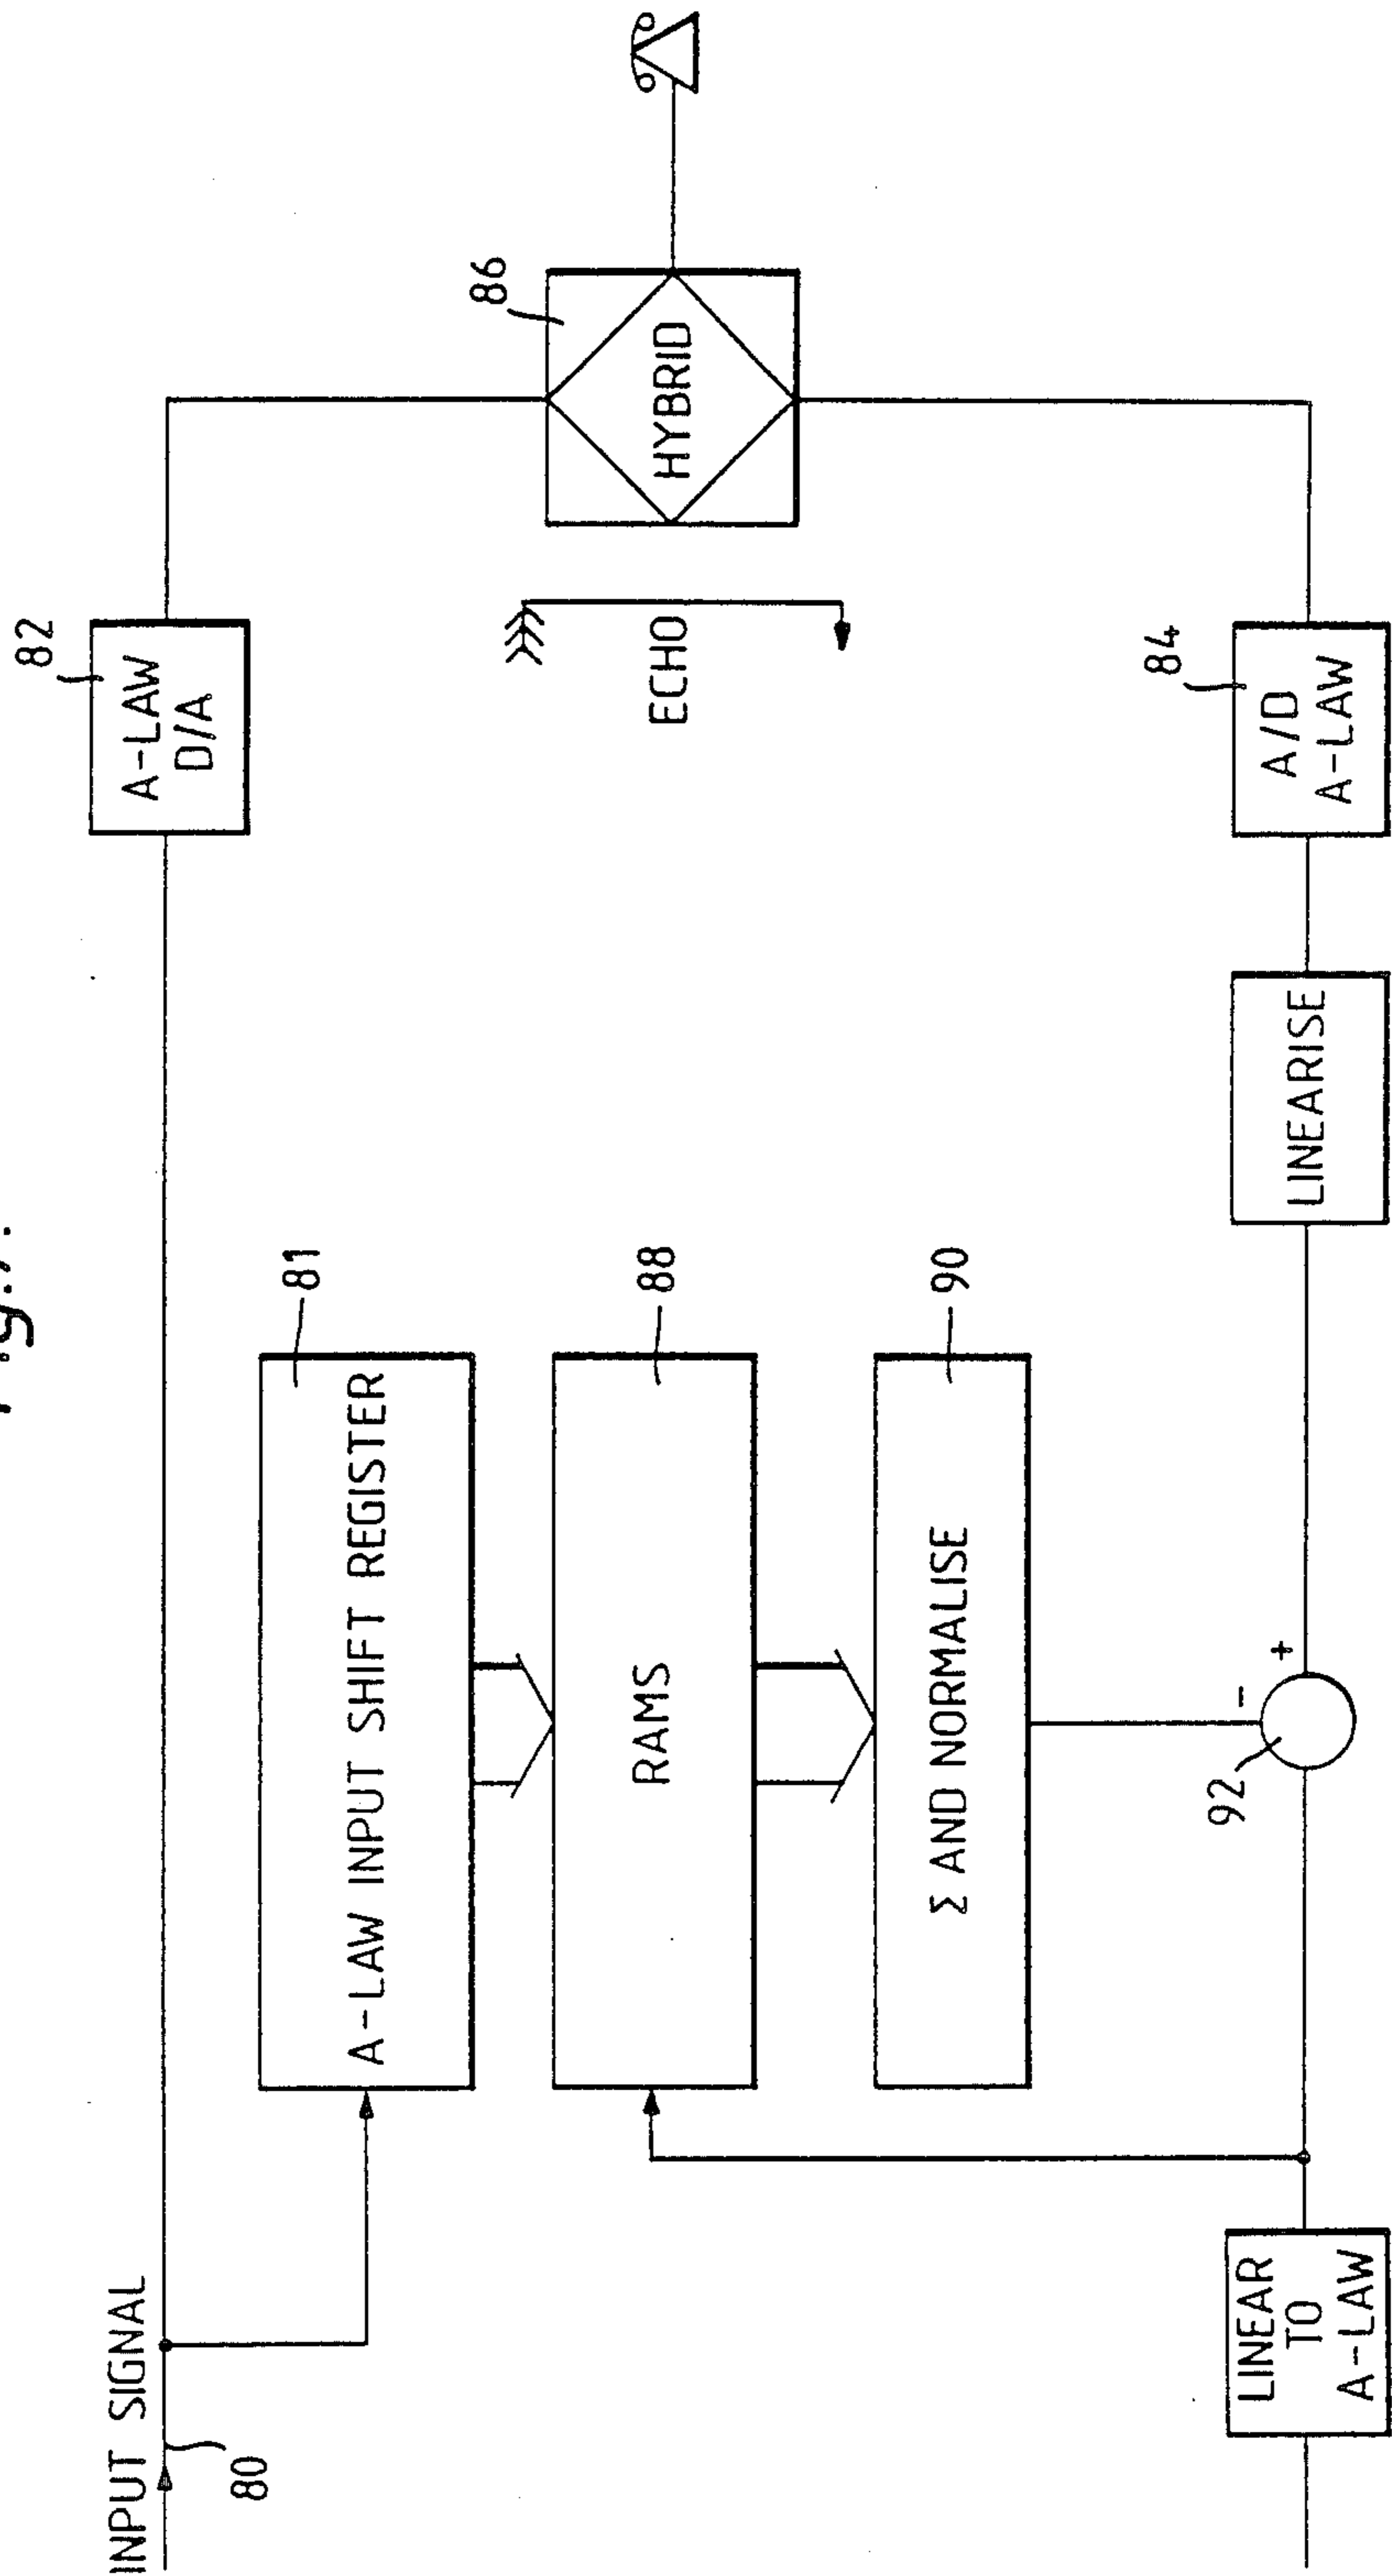 INPUT SIGNAL
80
82
A-LAW
D/A
81
A-LAW INPUT SHIFT REGISTER
86
HYBRID
ECHO
88
RAMS
90
Σ AND NORMALISE
84
A/D
A-LAW
LINEARISE
+
-
92
LINEAR
TO
A-LAW